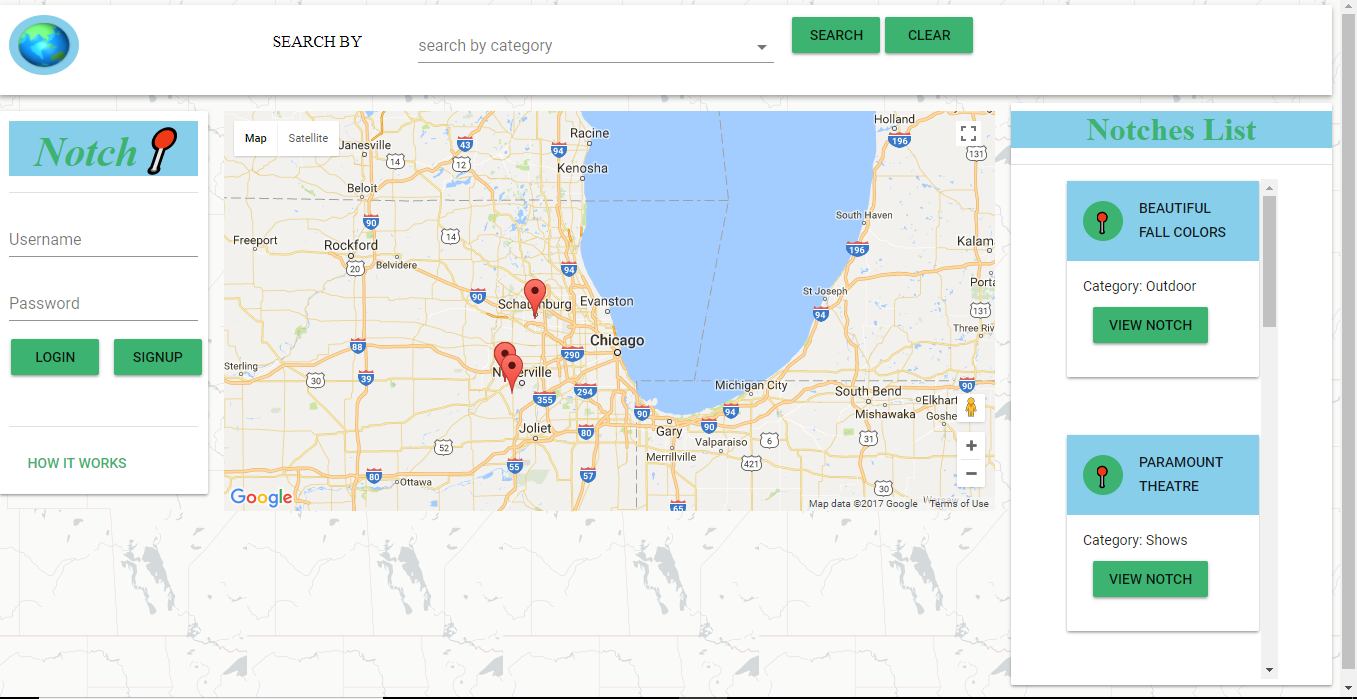 SEARCH BY
search by category
SEARCH
CLEAR
Notch
Username
Password
LOGIN
SIGNUP
HOW IT WORKS
Map
Satellite
Racine
Holland
Janesville
43
94
196
14
12
131
Kenosha
Beloit
90
South Haven
14
Freeport
Rockford
196
Kalam
20
Belvidere
94
90
St Joseph
Porta
Schaumburg
Evanston
131
94
Three Riv
Chicago
88
290
Sterling
30
39
Michigan City
90
294
355
South Bend
Elkhart
90
94
Mishawaka
Goshe
Joliet
80
Gary
90
Valparaiso
6
31
52
Merrillville
421
55
80
57
Ottawa
30
65
Google
Map data ©2017 Google
Terms of Use
Notches List
BEAUTIFUL
FALL COLORS
Category: Outdoor
VIEW NOTCH
PARAMOUNT
THEATRE
Category: Shows
VIEW NOTCH